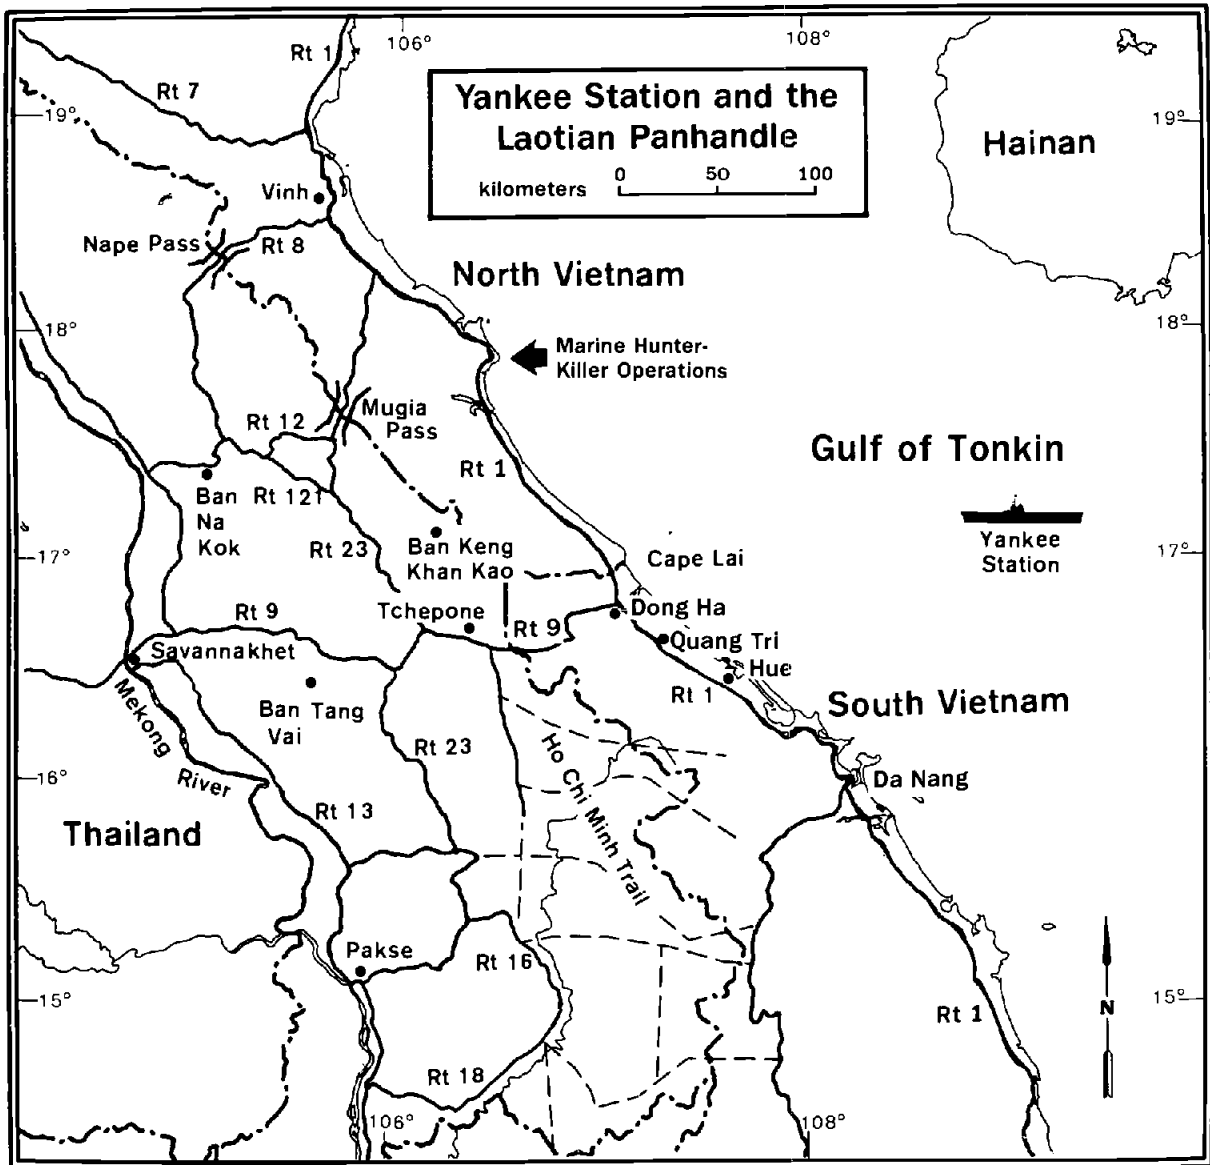 106°
108°
Rt 1
Rt 7
Yankee Station and the
Laotian Panhandle
kilometers 0 50 100
19°
19°
Hainan
Vinh
Nape Pass
Rt 8
North Vietnam
18°
18°
Marine Hunter-
Killer Operations
Rt 12
Mugia
Pass
Gulf of Tonkin
Rt 1
Ban
Na
Kok
Rt 121
Rt 23
Ban Keng
Khan Kao
Yankee
Station
17°
17°
Cape Lai
Rt 9
Tchepone
Rt 9
Dong Ha
Quang Tri
Hue
Savannakhet
Rt 1
Mekong
River
Ban Tang
Vai
South Vietnam
Rt 23
Ho Chi Minh Trail
16°
Da Nang
Rt 13
Thailand
Pakse
Rt 16
15°
15°
Rt 1
N
Rt 18
106°
108°